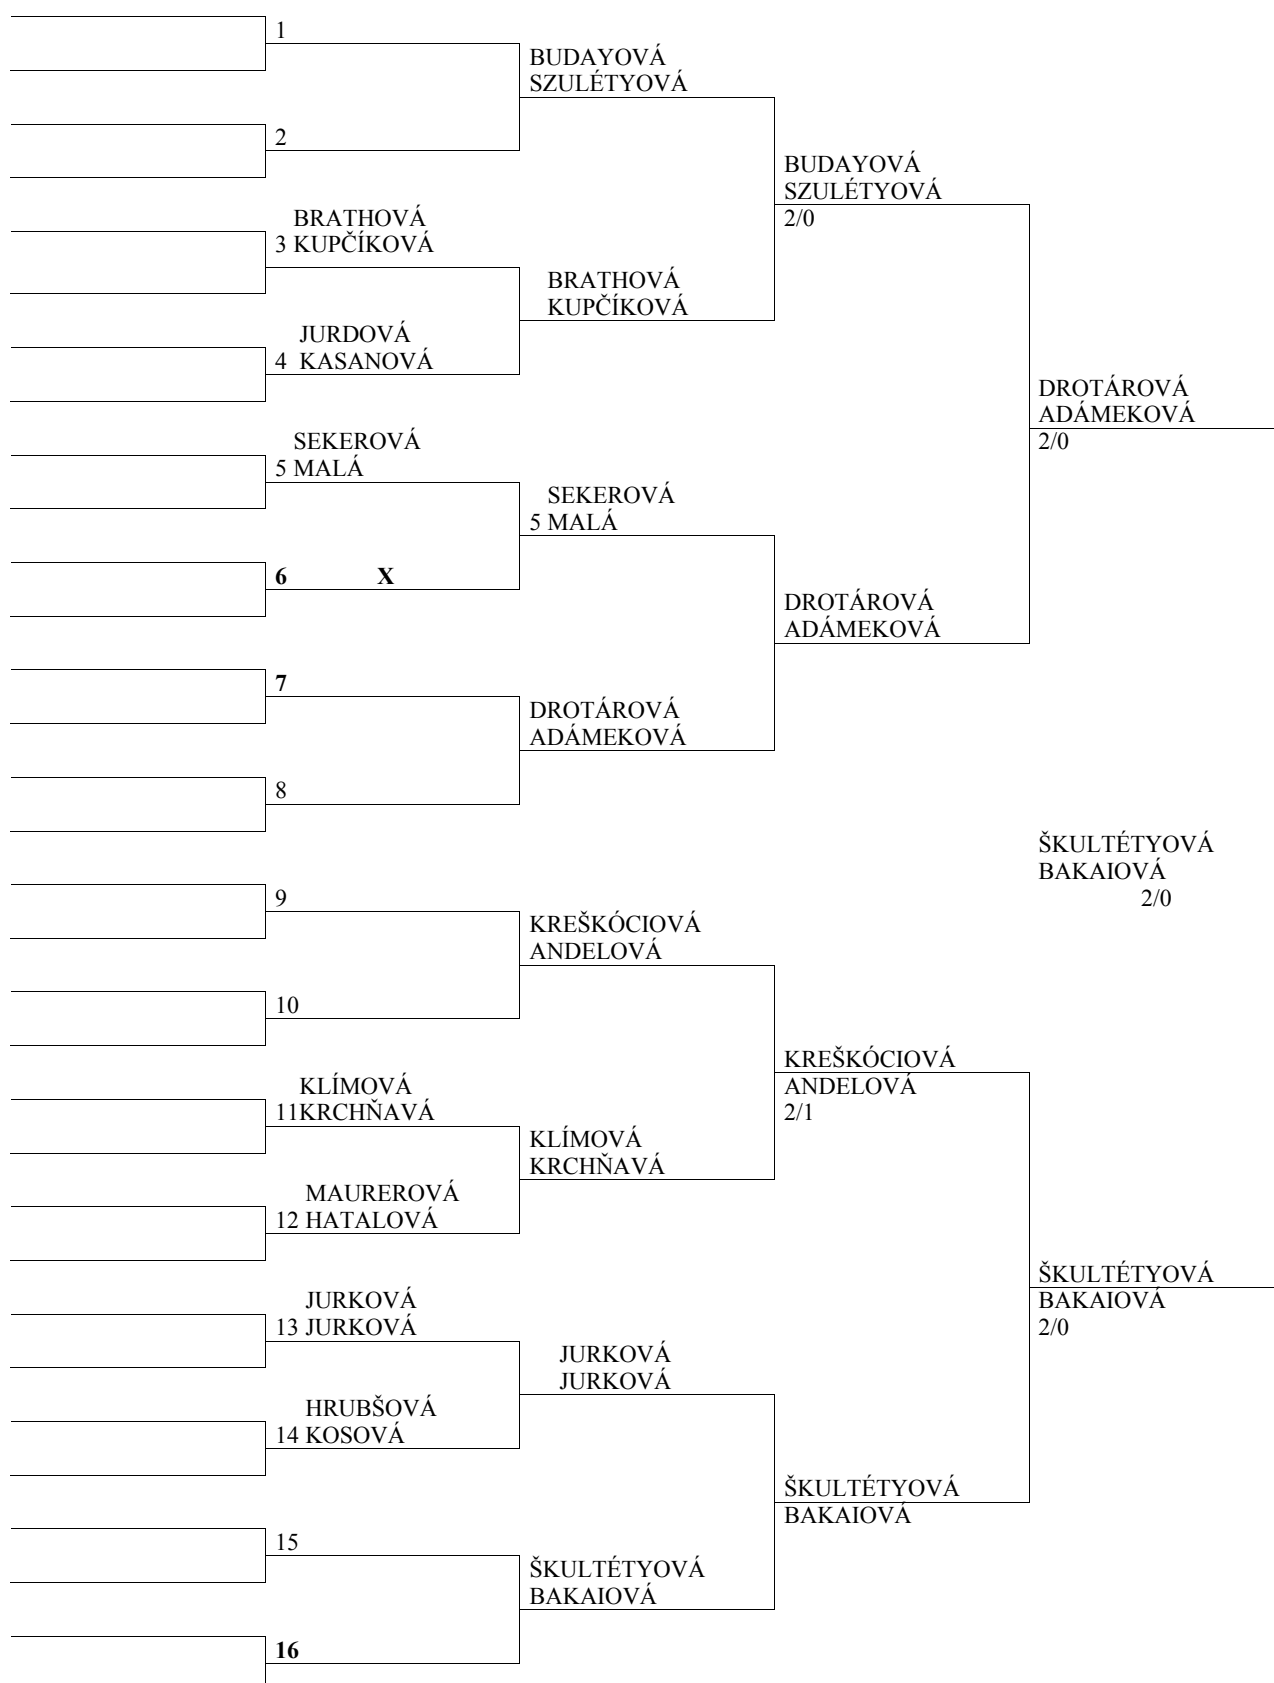 1
BUDAYOVÁ
SZULÉTYOVÁ
2
BUDAYOVÁ
SZULÉTYOVÁ
2/0
BRATHOVÁ
3 KUPČÍKOVÁ
BRATHOVÁ
KUPČÍKOVÁ
JURDOVÁ
4 KASANOVÁ
DROTÁROVÁ
ADÁMEKOVÁ
2/0
SEKEROVÁ
5 MALÁ
SEKEROVÁ
5 MALÁ
6 X
DROTÁROVÁ
ADÁMEKOVÁ
7
DROTÁROVÁ
ADÁMEKOVÁ
8
ŠKULTÉTYOVÁ
BAKAIOVÁ
2/0
9
KREŠKÓCIOVÁ
ANDELOVÁ
10
KREŠKÓCIOVÁ
ANDELOVÁ
2/1
KLÍMOVÁ
11KRCHŇAVÁ
KLÍMOVÁ
KRCHŇAVÁ
MAUREROVÁ
12 HATALOVÁ
ŠKULTÉTYOVÁ
BAKAIOVÁ
2/0
JURKOVÁ
13 JURKOVÁ
JURKOVÁ
JURKOVÁ
HRUBŠOVÁ
14 KOSOVÁ
ŠKULTÉTYOVÁ
BAKAIOVÁ
15
ŠKULTÉTYOVÁ
BAKAIOVÁ
16